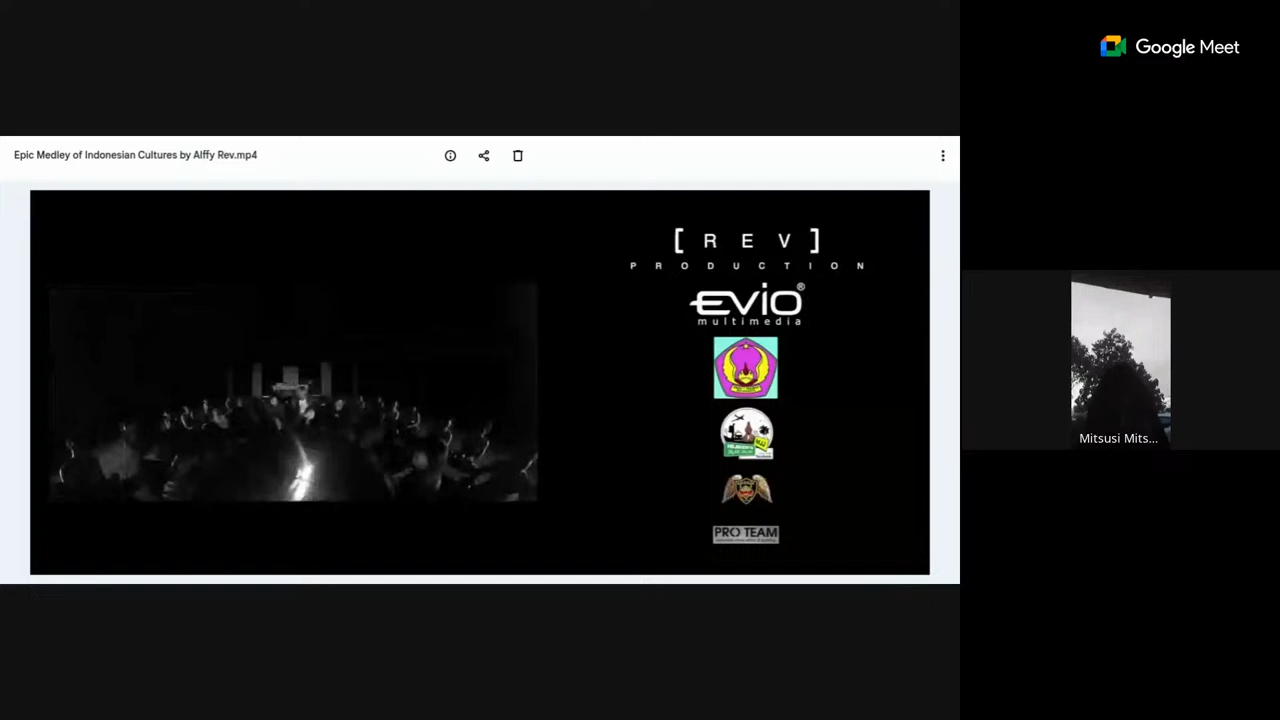 Google Meet
Epic Medley of Indonesian Cultures by Alffy Rev.mp4
[ R E V ]
P R O D U C T I O N
EVIO®
multimedia
PRO TEAM
Mitsusi Mits...